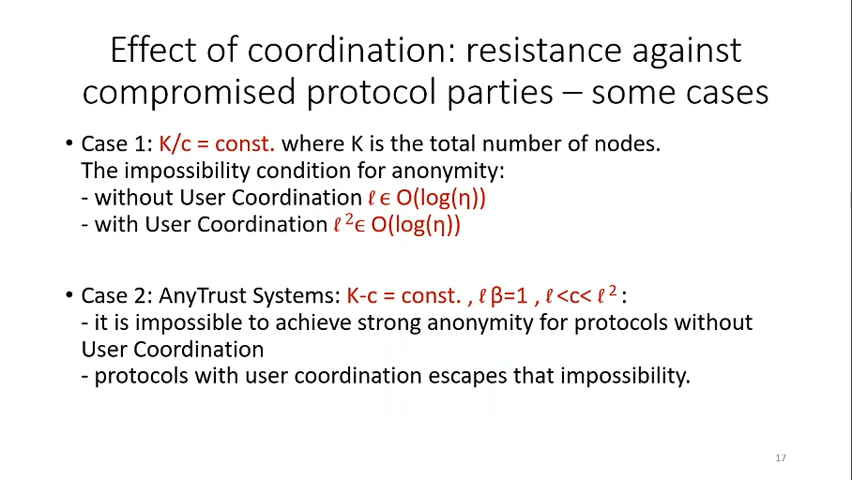 Effect of coordination: resistance against
compromised protocol parties – some cases
• Case 1: K/c = const. where K is the total number of nodes.
The impossibility condition for anonymity:
- without User Coordination ℓ ϵ O(log(η))
- with User Coordination ℓ ²ϵ O(log(η))
• Case 2: AnyTrust Systems: K-c = const. , ℓ β=1 , ℓ <c< ℓ ² :
- it is impossible to achieve strong anonymity for protocols without
User Coordination
- protocols with user coordination escapes that impossibility.
17